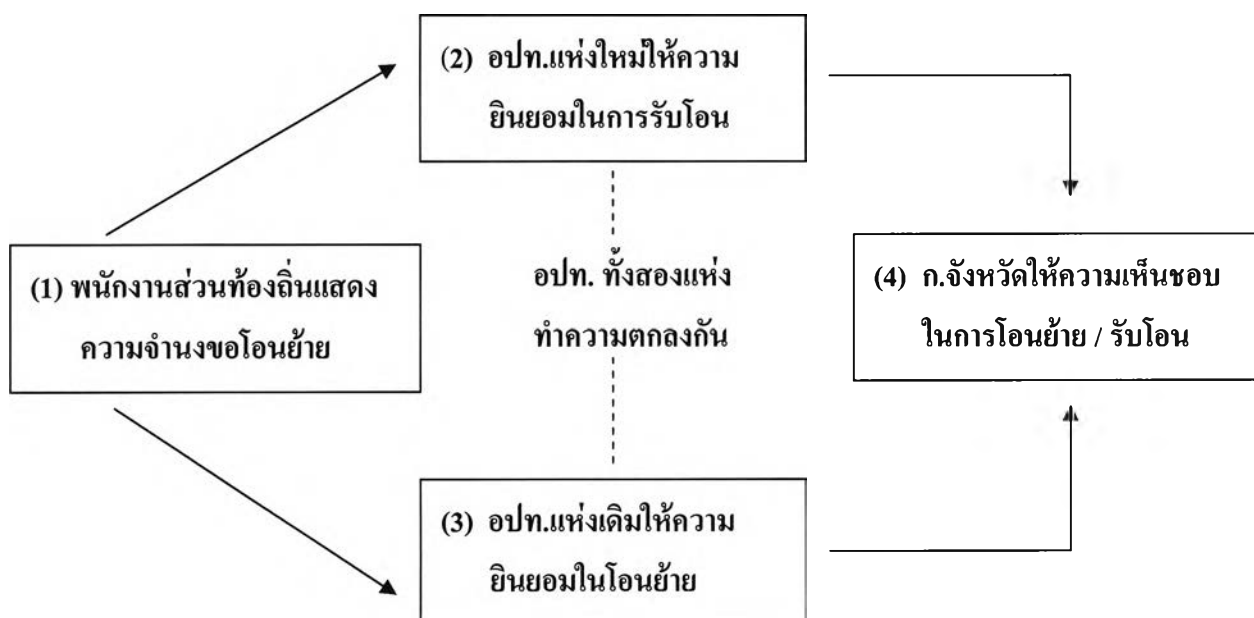 (2) อปท.แห่งใหม่ให้ความ
ยินยอมในการรับโอน
(1) พนักงานส่วนท้องถิ่นแสดง
ความจำนงขอโอนย้าย
อปท. ทั้งสองแห่ง
ทำความตกลงกัน
(4) ก.จังหวัดให้ความเห็นชอบ
ในการโอนย้าย / รับโอน
(3) อปท.แห่งเดิมให้ความ
ยินยอมในโอนย้าย